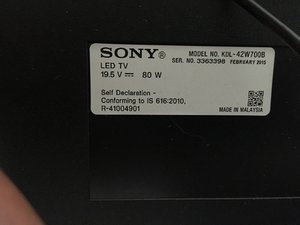 SONY® MODEL NO. KDL-42W700B
SER. NO. 3363398 FEBRUARY 2015
LED TV
19.5 V ⎓ 80 W
Self Declaration -
Conforming to IS 616:2010,
R-41004901
MADE IN MALAYSIA